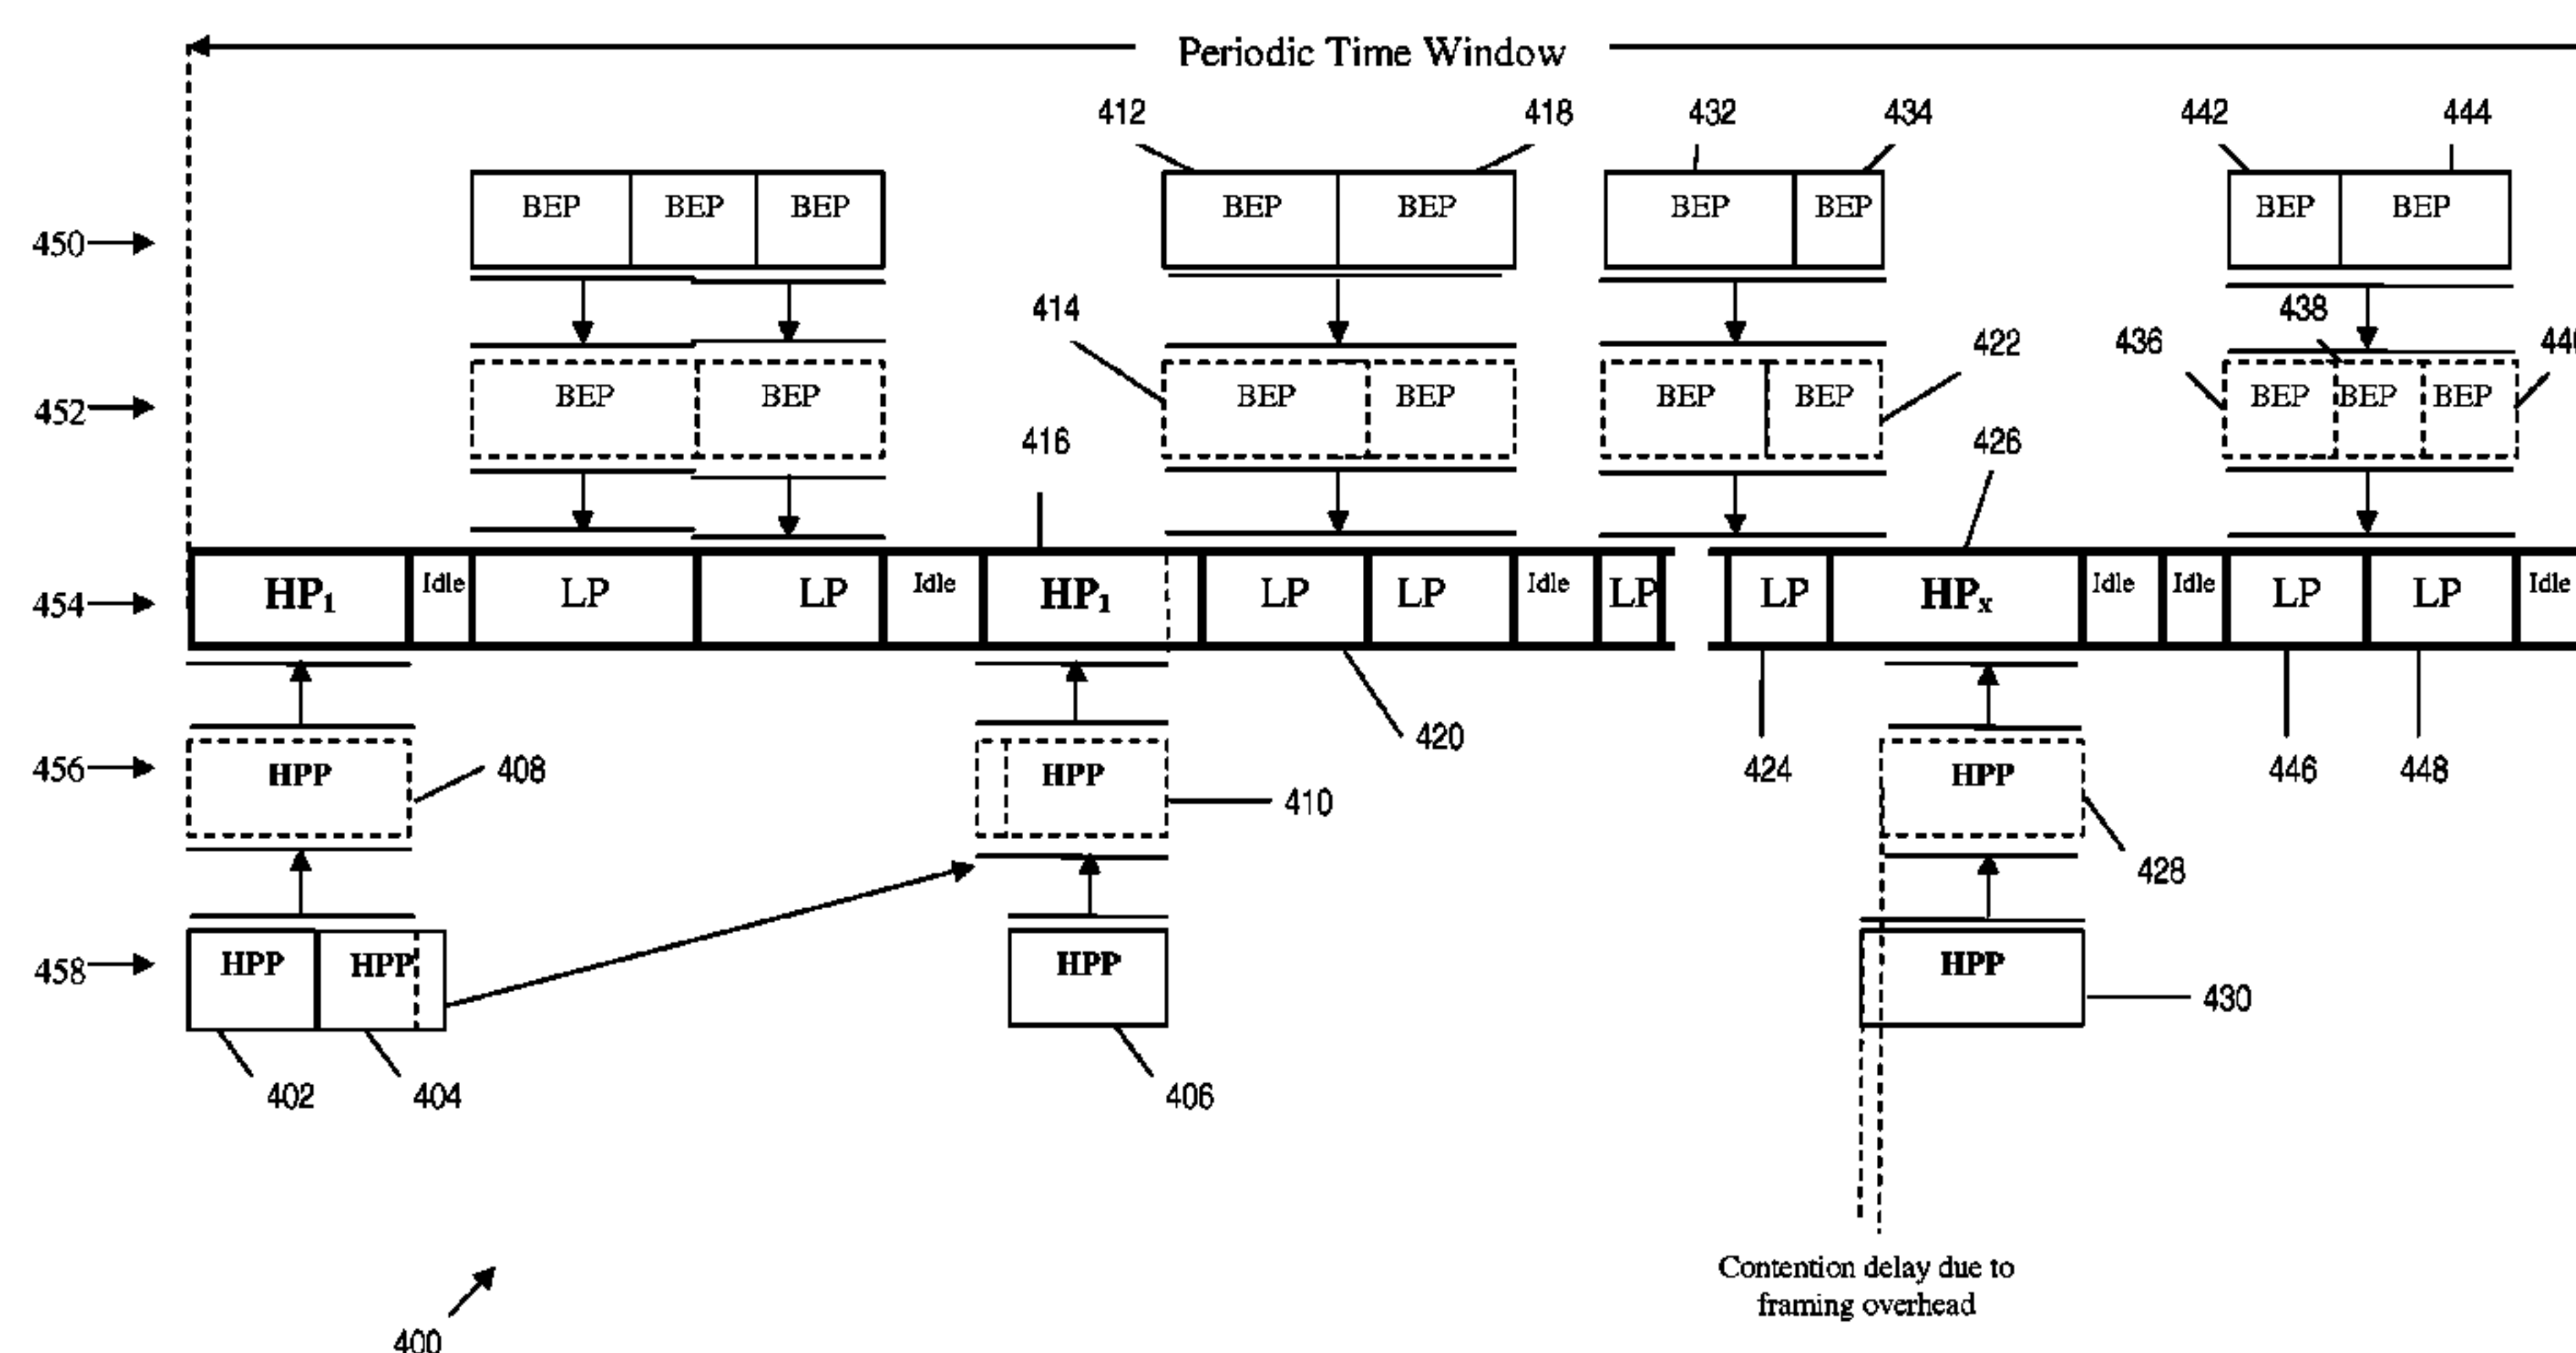 Periodic Time Window
412 418 432 434 442 444
BEP BEP BEP BEP BEP BEP BEP BEP BEP
450
414 438
422 436
BEP BEP BEP BEP BEP BEP BEP BEP BEP
452
416 426
HP₁ Idle LP LP Idle HP₁ LP LP Idle LP LP HPₓ Idle Idle LP LP Idle
454
420
456 HPP 408 HPP 410 HPP 424 446 448
428
458 HPP HPP HPP HPP
430
402 404 406
Contention delay due to
framing overhead
400